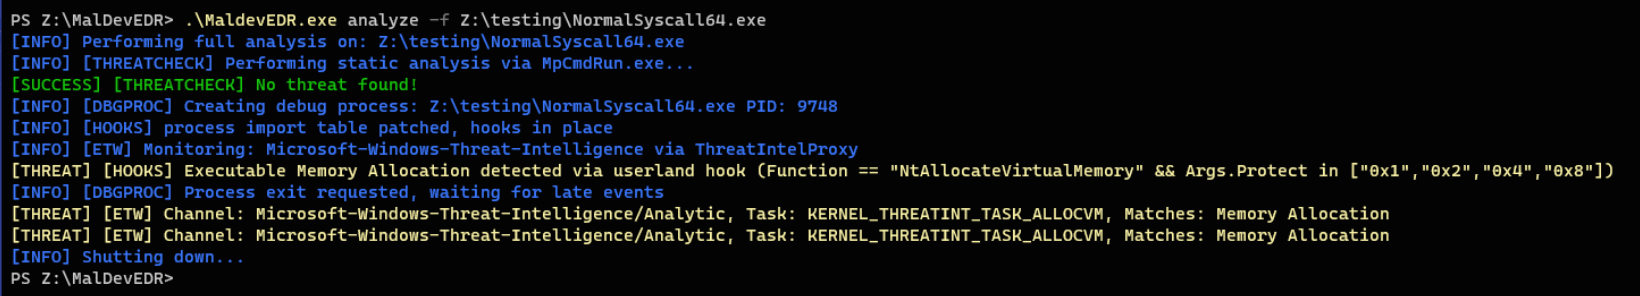 PS Z:\MalDevEDR> .\MaldevEDR.exe analyze -f Z:\testing\NormalSyscall64.exe
[INFO] Performing full analysis on: Z:\testing\NormalSyscall64.exe
[INFO] [THREATCHECK] Performing static analysis via MpCmdRun.exe...
[SUCCESS] [THREATCHECK] No threat found!
[INFO] [DBGPROC] Creating debug process: Z:\testing\NormalSyscall64.exe PID: 9748
[INFO] [HOOKS] process import table patched, hooks in place
[INFO] [ETW] Monitoring: Microsoft-Windows-Threat-Intelligence via ThreatIntelProxy
[THREAT] [HOOKS] Executable Memory Allocation detected via userland hook (Function == "NtAllocateVirtualMemory" && Args.Protect in ["0x1","0x2","0x4","0x8"])
[INFO] [DBGPROC] Process exit requested, waiting for late events
[THREAT] [ETW] Channel: Microsoft-Windows-Threat-Intelligence/Analytic, Task: KERNEL_THREATINT_TASK_ALLOCVM, Matches: Memory Allocation
[THREAT] [ETW] Channel: Microsoft-Windows-Threat-Intelligence/Analytic, Task: KERNEL_THREATINT_TASK_ALLOCVM, Matches: Memory Allocation
[INFO] Shutting down...
PS Z:\MalDevEDR>